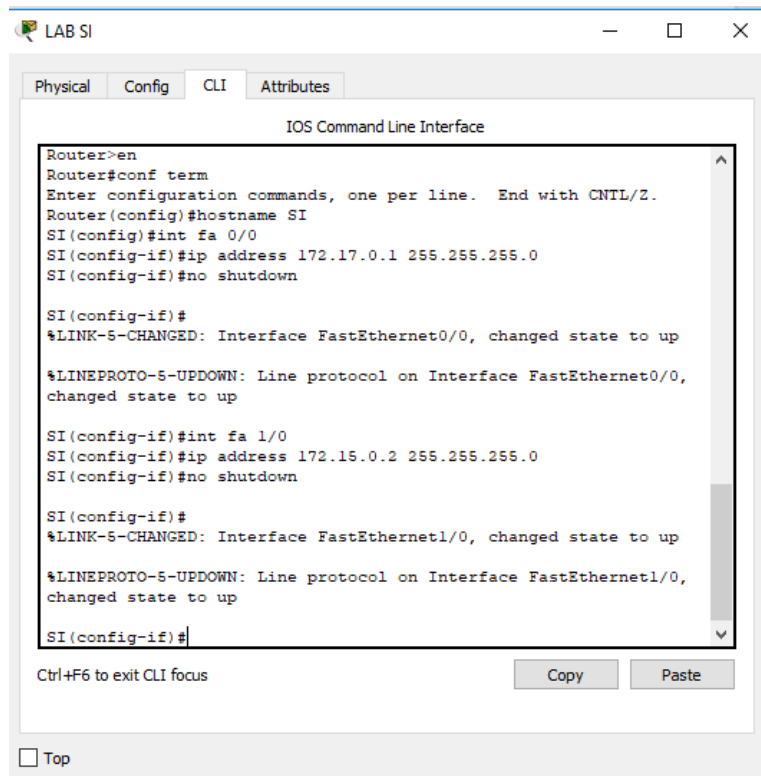 LAB SI
Physical Config CLI Attributes
IOS Command Line Interface
Router>en
Router#conf term
Enter configuration commands, one per line.  End with CNTL/Z.
Router(config)#hostname SI
SI(config)#int fa 0/0
SI(config-if)#ip address 172.17.0.1 255.255.255.0
SI(config-if)#no shutdown
SI(config-if)#
%LINK-5-CHANGED: Interface FastEthernet0/0, changed state to up
%LINEPROTO-5-UPDOWN: Line protocol on Interface FastEthernet0/0,
changed state to up
SI(config-if)#int fa 1/0
SI(config-if)#ip address 172.15.0.2 255.255.255.0
SI(config-if)#no shutdown
SI(config-if)#
%LINK-5-CHANGED: Interface FastEthernet1/0, changed state to up
%LINEPROTO-5-UPDOWN: Line protocol on Interface FastEthernet1/0,
changed state to up
SI(config-if)#
Ctrl+F6 to exit CLI focus
Copy Paste
Top